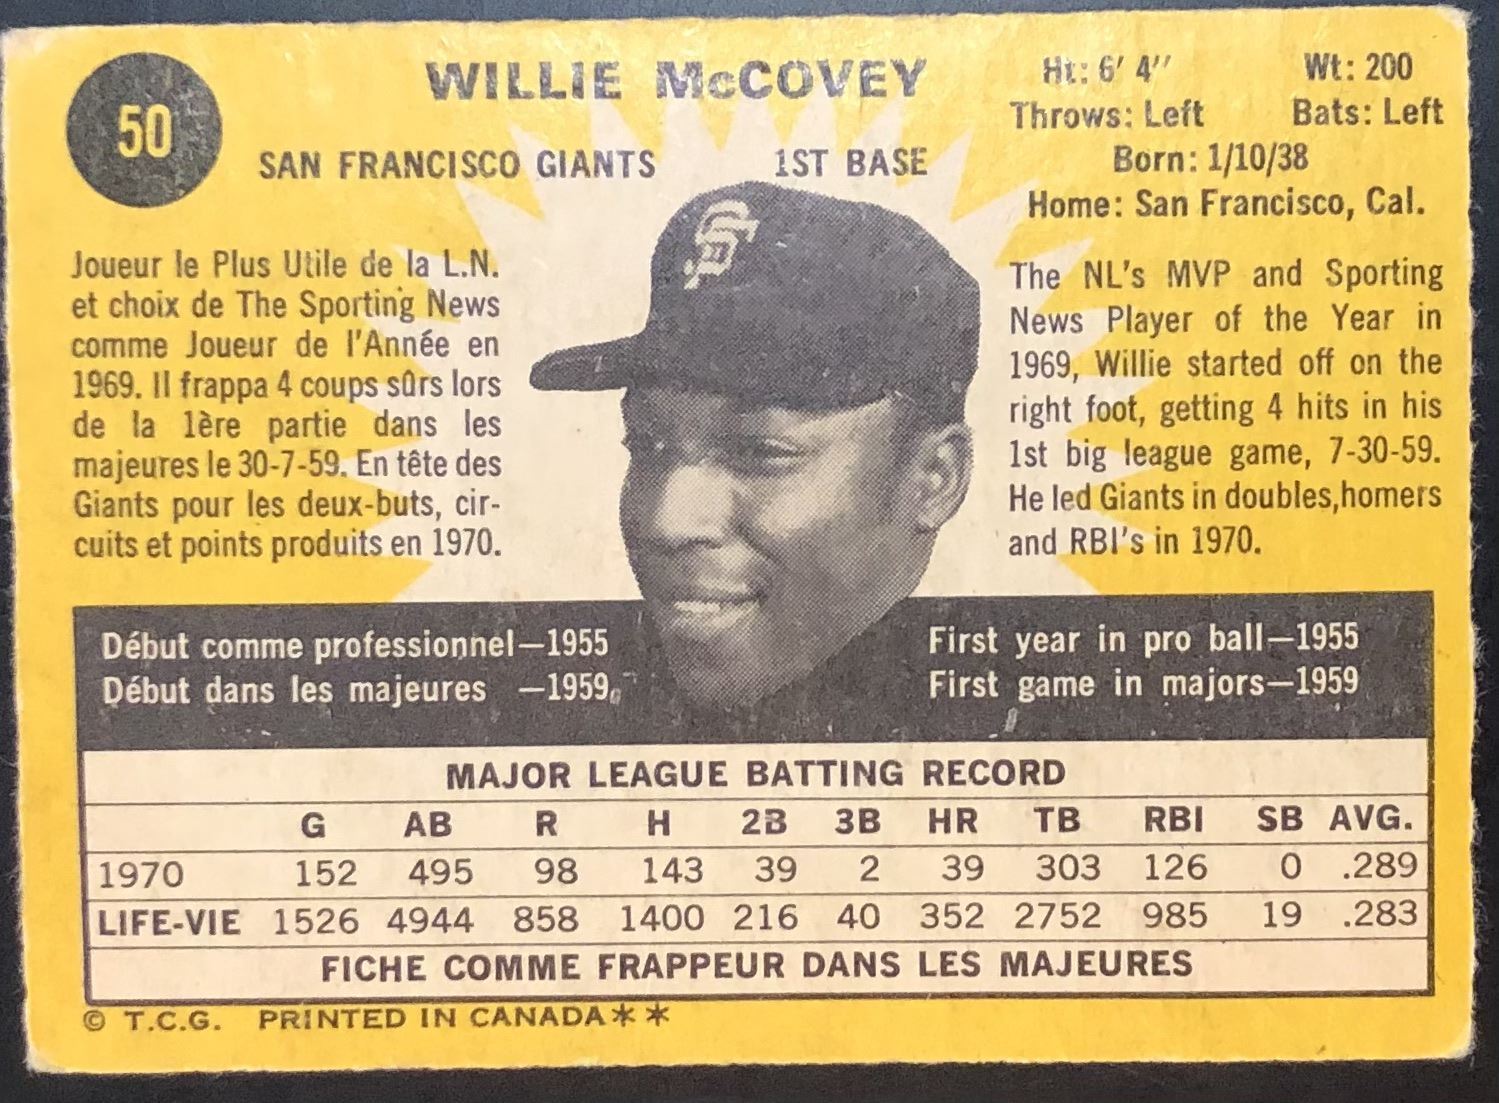 50
WILLIE McCOVEY
SAN FRANCISCO GIANTS 1ST BASE
Ht: 6' 4'' Wt: 200
Throws: Left Bats: Left
Born: 1/10/38
Home: San Francisco, Cal.
SF
Joueur le Plus Utile de la L.N.
et choix de The Sporting News
comme Joueur de l'Année en
1969. Il frappa 4 coups sûrs lors
de la 1ère partie dans les
majeures le 30-7-59. En tête des
Giants pour les deux-buts, cir-
cuits et points produits en 1970.
The NL's MVP and Sporting
News Player of the Year in
1969, Willie started off on the
right foot, getting 4 hits in his
1st big league game, 7-30-59.
He led Giants in doubles,homers
and RBI's in 1970.
Début comme professionnel—1955
Début dans les majeures —1959
First year in pro ball—1955
First game in majors—1959
MAJOR LEAGUE BATTING RECORD
G AB R H 2B 3B HR TB RBI SB AVG.
1970 152 495 98 143 39 2 39 303 126 0 .289
LIFE-VIE 1526 4944 858 1400 216 40 352 2752 985 19 .283
FICHE COMME FRAPPEUR DANS LES MAJEURES
© T.C.G. PRINTED IN CANADA**